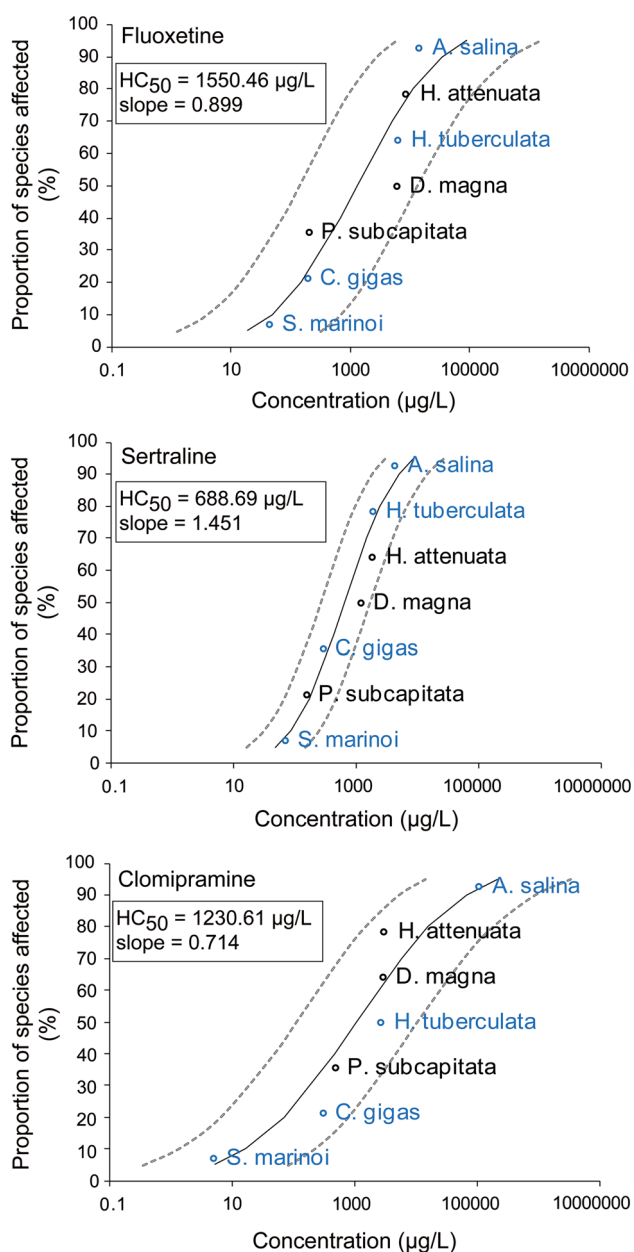 Fluoxetine
HC50 = 1550.46 µg/L
slope = 0.899
Proportion of species affected
(%)
100
90
80
70
60
50
40
30
20
10
0
A. salina
H. attenuata
H. tuberculata
D. magna
P. subcapitata
C. gigas
S. marinoi
0.1 10 1000 100000 10000000
Concentration (µg/L)
Sertraline
HC50 = 688.69 µg/L
slope = 1.451
Proportion of species affected
(%)
100
90
80
70
60
50
40
30
20
10
0
A. salina
H. tuberculata
H. attenuata
D. magna
C. gigas
P. subcapitata
S. marinoi
0.1 10 1000 100000 10000000
Concentration (µg/L)
Clomipramine
HC50 = 1230.61 µg/L
slope = 0.714
Proportion of species affected
(%)
100
90
80
70
60
50
40
30
20
10
0
A. salina
H. attenuata
D. magna
H. tuberculata
P. subcapitata
C. gigas
S. marinoi
0.1 10 1000 100000 10000000
Concentration (µg/L)